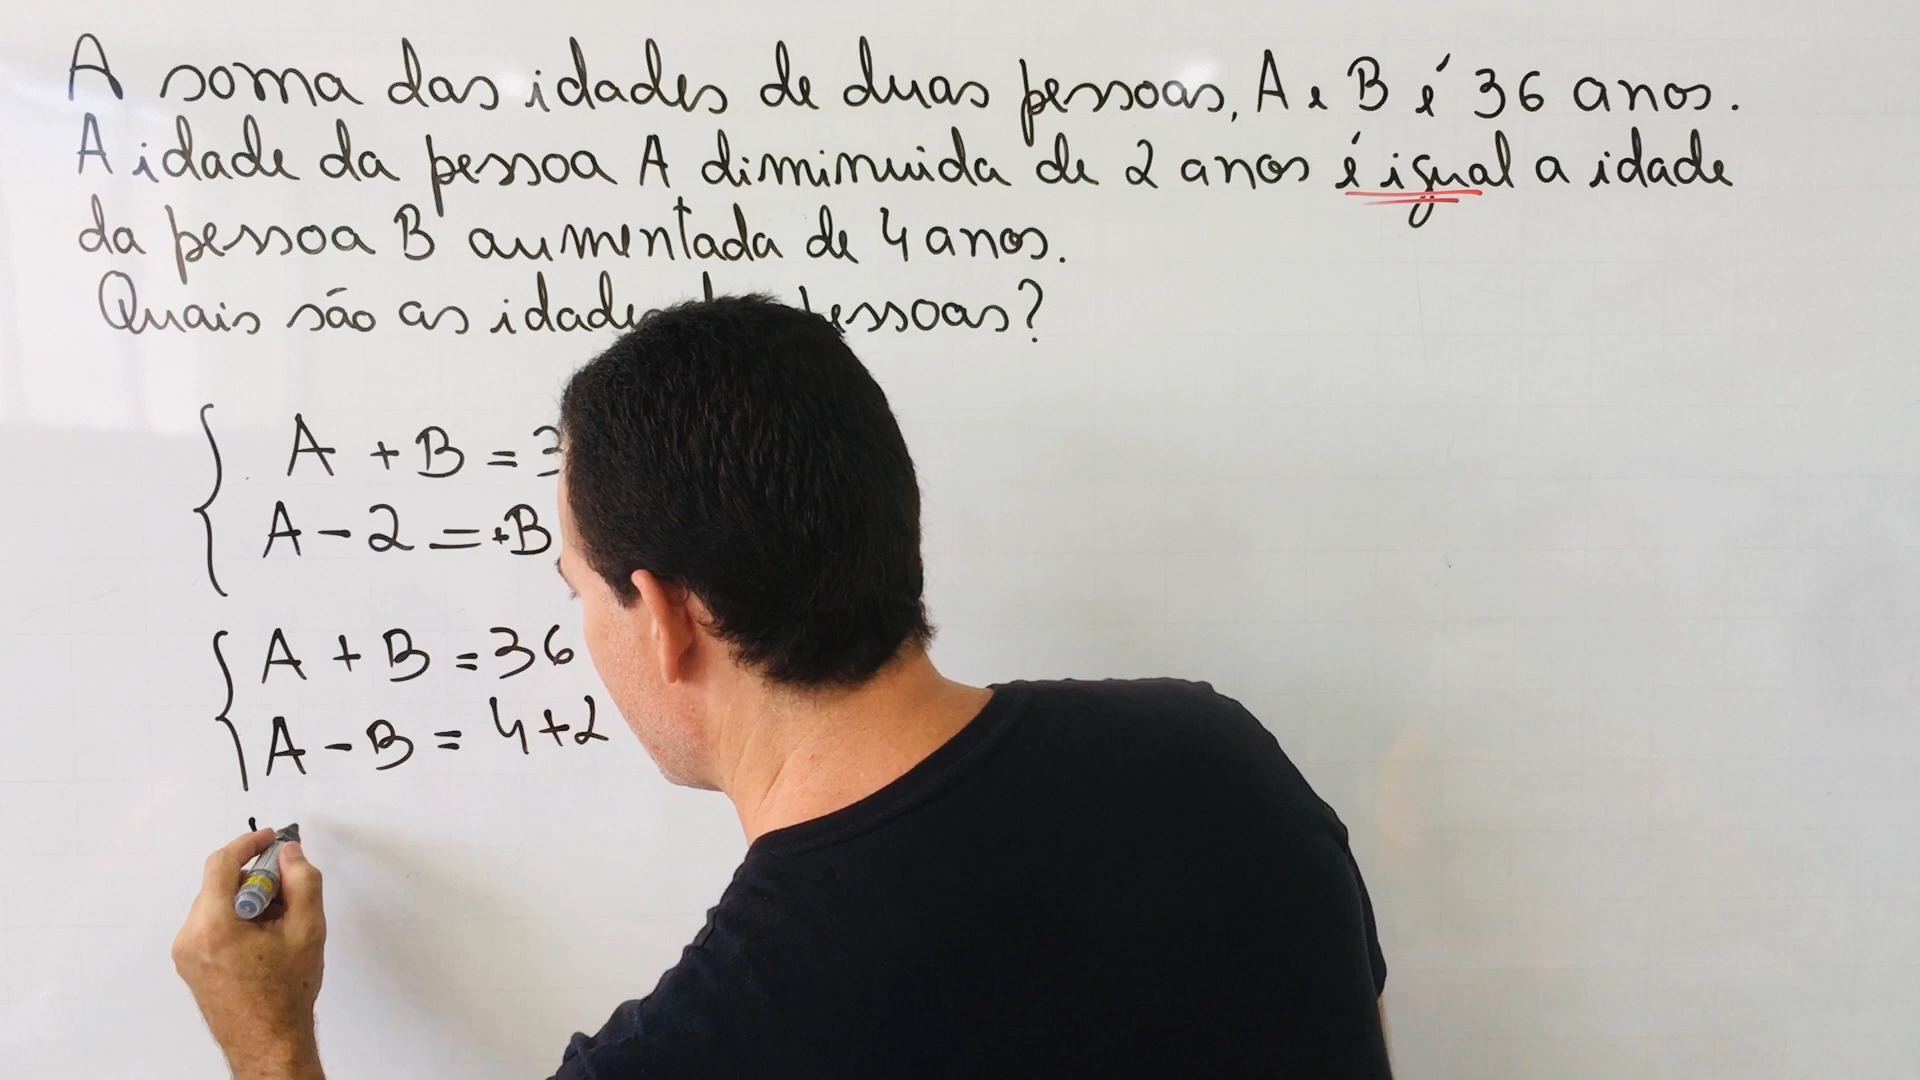 A soma das idades de duas pessoas, A e B é 36 anos.
A idade da pessoa A diminuida de 2 anos é igual a idade
da pessoa B aumentada de 4 anos.
Quais são as idades pessoas?
A + B = 3
A - 2 = +B
A + B = 36
A - B = 4+2